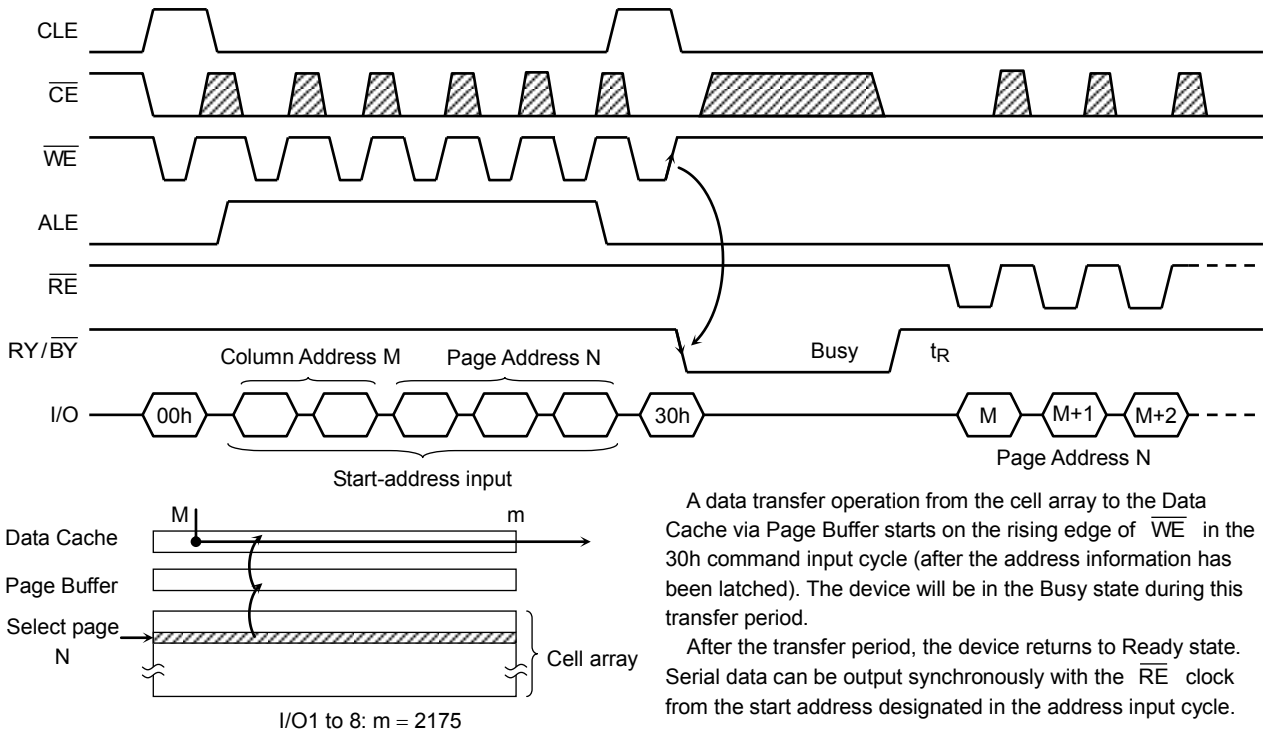 CLE
CE
WE
ALE
RE
RY/BY Busy tR
Column Address M Page Address N
I/O 00h 30h M M+1 M+2
Start-address input Page Address N
M m
Data Cache
Page Buffer
Select page
N
Cell array
I/O1 to 8: m = 2175
A data transfer operation from the cell array to the Data
Cache via Page Buffer starts on the rising edge of WE in the
30h command input cycle (after the address information has
been latched). The device will be in the Busy state during this
transfer period.
After the transfer period, the device returns to Ready state.
Serial data can be output synchronously with the RE clock
from the start address designated in the address input cycle.